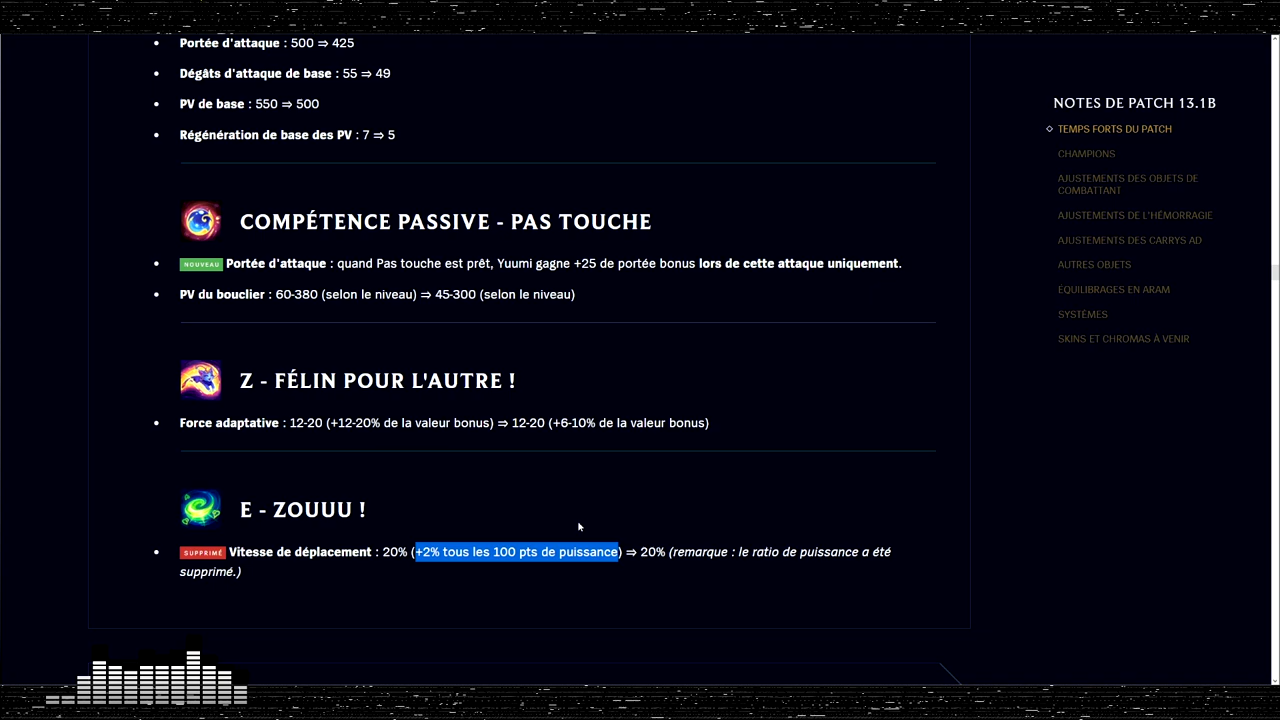 Portée d'attaque : 500 ⇒ 425
Dégâts d'attaque de base : 55 ⇒ 49
PV de base : 550 ⇒ 500
Régénération de base des PV : 7 ⇒ 5
COMPÉTENCE PASSIVE - PAS TOUCHE
NOUVEAU Portée d'attaque : quand Pas touche est prêt, Yuumi gagne +25 de portée bonus lors de cette attaque uniquement.
PV du bouclier : 60-380 (selon le niveau) ⇒ 45-300 (selon le niveau)
Z - FÉLIN POUR L'AUTRE !
Force adaptative : 12-20 (+12-20% de la valeur bonus) ⇒ 12-20 (+6-10% de la valeur bonus)
E - ZOUUU !
SUPPRIMÉ Vitesse de déplacement : 20% (+2% tous les 100 pts de puissance) ⇒ 20% (remarque : le ratio de puissance a été
supprimé.)
NOTES DE PATCH 13.1B
TEMPS FORTS DU PATCH
CHAMPIONS
AJUSTEMENTS DES OBJETS DE
COMBATTANT
AJUSTEMENTS DE L'HÉMORRAGIE
AJUSTEMENTS DES CARRYS AD
AUTRES OBJETS
ÉQUILIBRAGES EN ARAM
SYSTÈMES
SKINS ET CHROMAS À VENIR